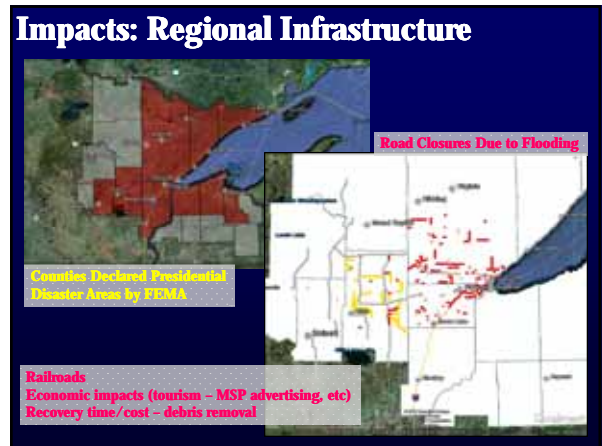 Impacts: Regional Infrastructure
Road Closures Due to Flooding
Counties Declared Presidential
Disaster Areas by FEMA
Railroads
Economic impacts (tourism – MSP advertising, etc)
Recovery time/cost – debris removal